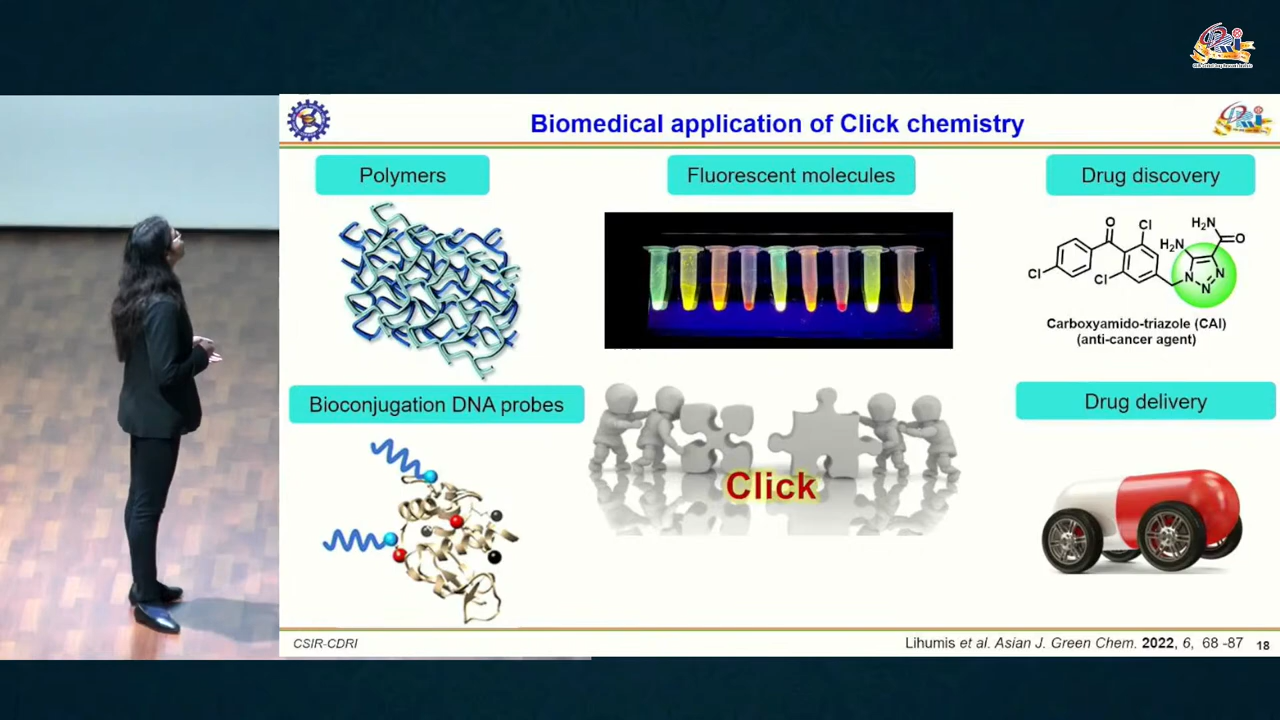 Biomedical application of Click chemistry
Polymers
Fluorescent molecules
Drug discovery
O
Cl
Cl
Cl
H₂N
O
H₂N
N
N
N
Carboxyamido-triazole (CAI)
(anti-cancer agent)
Bioconjugation DNA probes
Click
Drug delivery
CSIR-CDRI
Lihumis et al. Asian J. Green Chem. 2022, 6, 68 -87
18